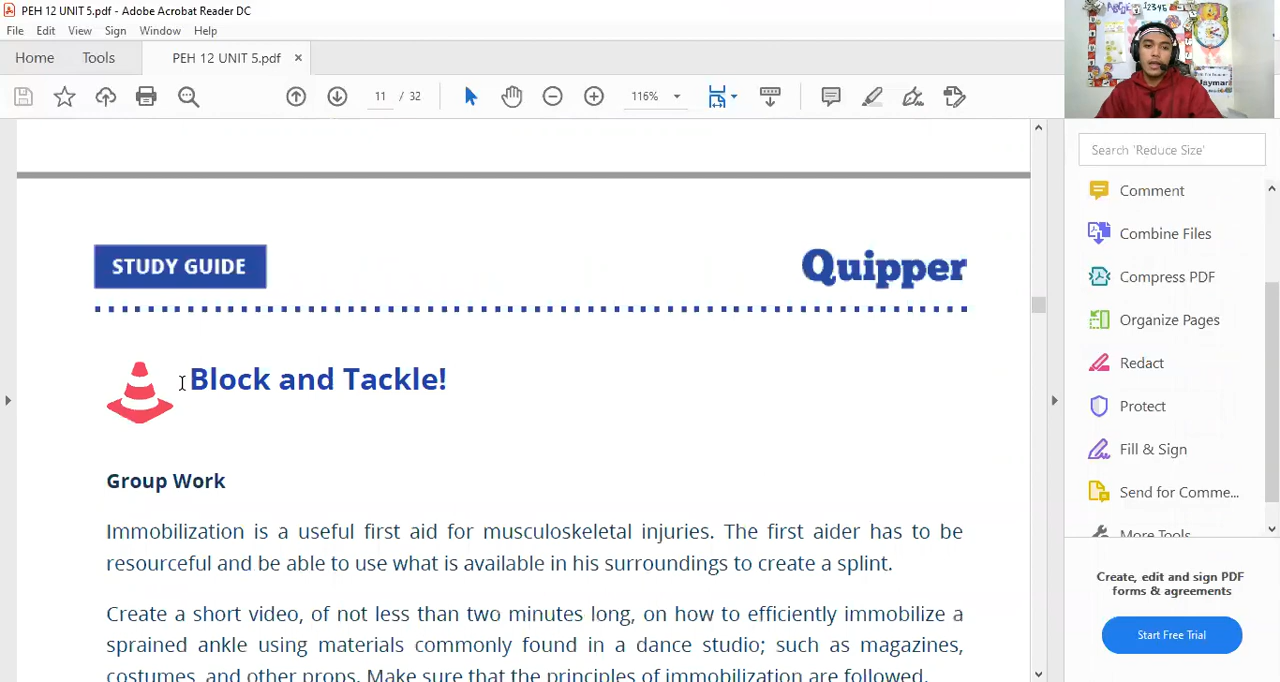 PEH 12 UNIT 5.pdf - Adobe Acrobat Reader DC
File Edit View Sign Window Help
Home Tools PEH 12 UNIT 5.pdf ×
11 / 32 116%
Search 'Reduce Size'
Comment
Combine Files
Compress PDF
Organize Pages
Redact
Protect
Fill & Sign
Send for Comme...
More Tools
Create, edit and sign PDF
forms & agreements
Start Free Trial
STUDY GUIDE Quipper
Block and Tackle!
Group Work
Immobilization is a useful first aid for musculoskeletal injuries. The first aider has to be
resourceful and be able to use what is available in his surroundings to create a splint.
Create a short video, of not less than two minutes long, on how to efficiently immobilize a
sprained ankle using materials commonly found in a dance studio; such as magazines,
costumes, and other props. Make sure that the principles of immobilization are followed.